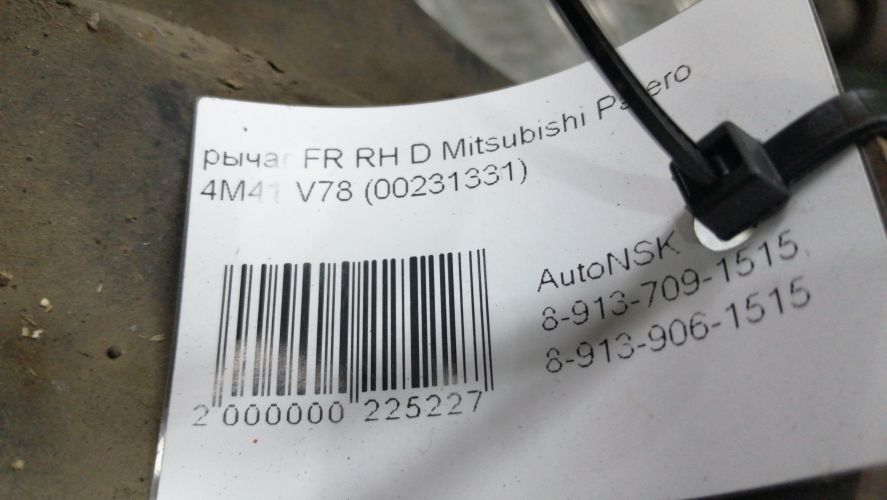 рычаг FR RH D Mitsubishi Pajero
4M41 V78 (00231331)
AutoNSK
8-913-709-1515,
8-913-906-1515
2 000000 225227